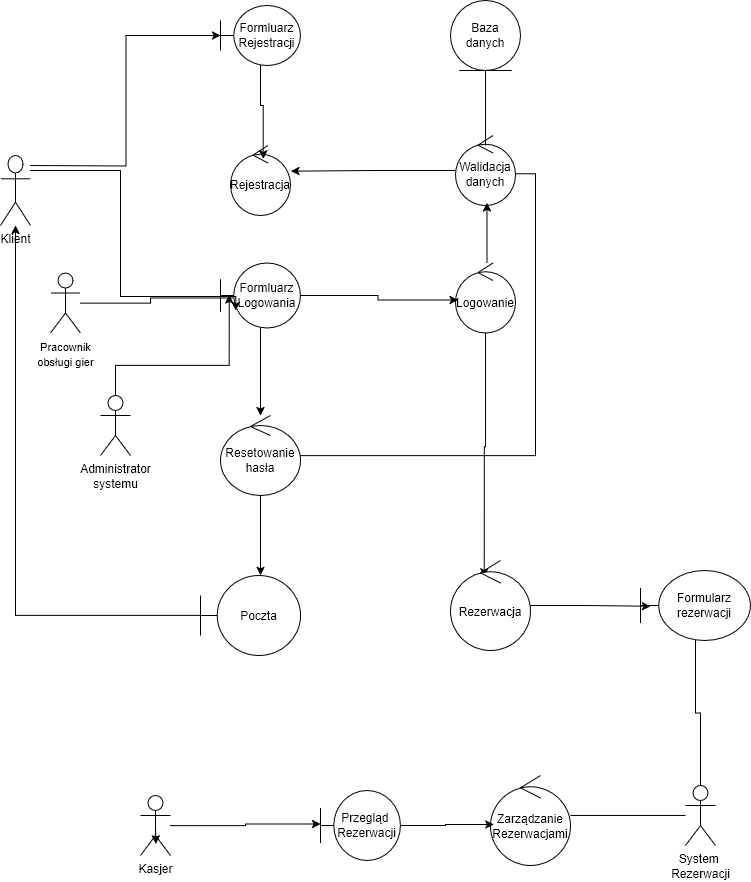 Formluarz
Rejestracji
Baza
danych
Rejestracja
Walidacja
danych
Klient
Formluarz
Logowania
Logowanie
Pracownik
obsługi gier
Resetowanie
hasła
Administrator
systemu
Poczta
Rezerwacja
Formularz
rezerwacji
Przegląd
Rezerwacji
Zarządzanie
Rezerwacjami
Kasjer
System
Rezerwacji